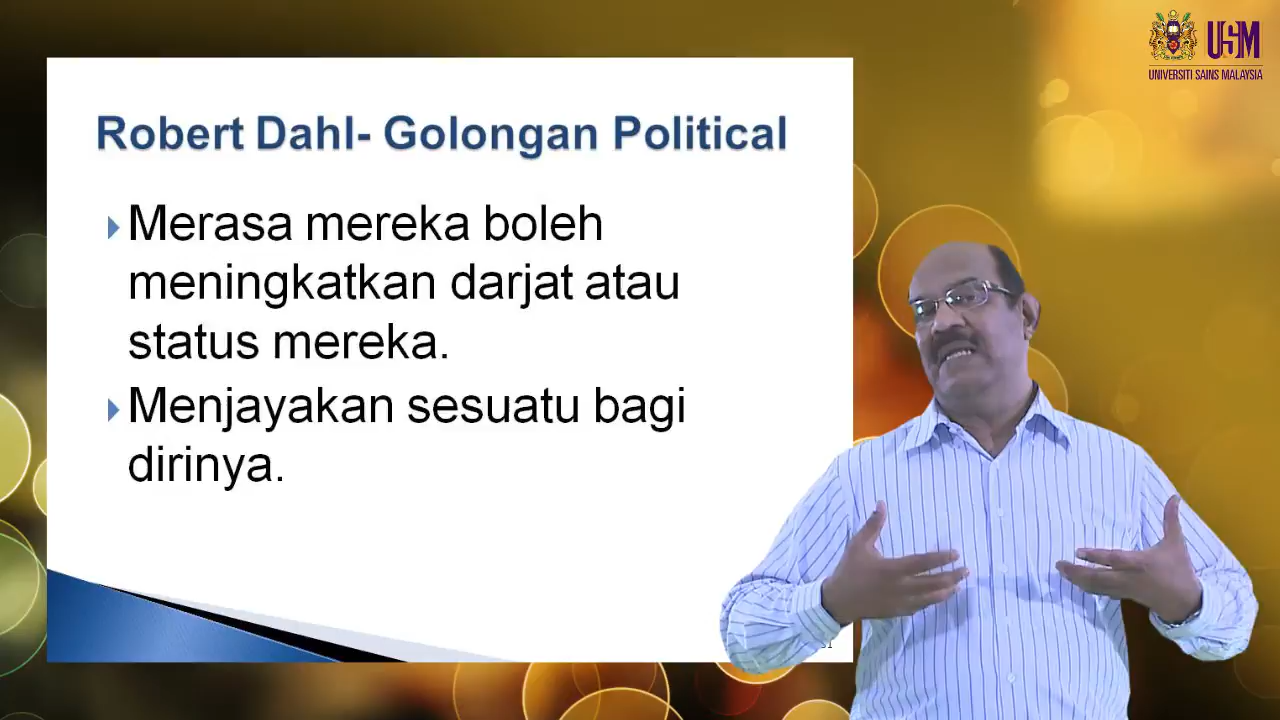 USM
UNIVERSITI SAINS MALAYSIA
Robert Dahl- Golongan Political
Merasa mereka boleh
meningkatkan darjat atau
status mereka.
Menjayakan sesuatu bagi
dirinya.